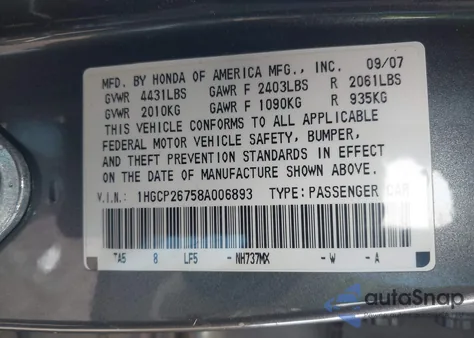 09/07
MFD. BY HONDA OF AMERICA MFG., INC.
GVWR 4431LBS GAWR F 2403LBS R 2061LBS
GVWR 2010KG GAWR F 1090KG R 935KG
THIS VEHICLE CONFORMS TO ALL APPLICABLE
FEDERAL MOTOR VEHICLE SAFETY, BUMPER,
AND THEFT PREVENTION STANDARDS IN EFFECT
ON THE DATE OF MANUFACTURE SHOWN ABOVE.
V.I.N.: 1HGCP26758A006893 TYPE: PASSENGER CAR
TA5 8 LF5 -NH737MX -W -A
autoSnap